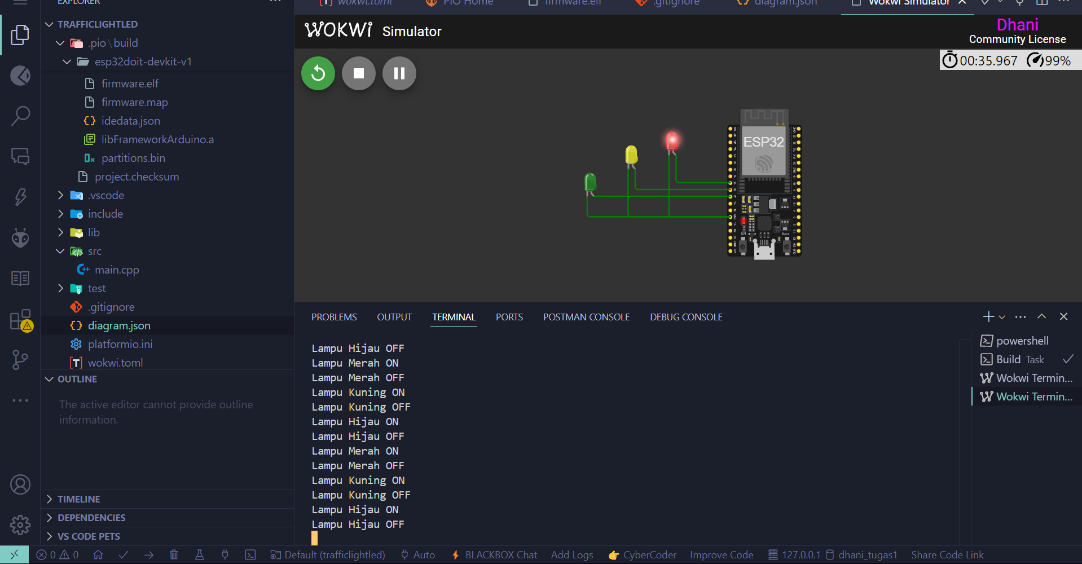 EXPLORER
wokwi.toml
PIO Home
firmware.elf
.gitignore
diagram.json
Wokwi Simulator
TRAFFICLIGHTLED
.pio \ build
esp32doit-devkit-v1
firmware.elf
firmware.map
idedata.json
libFrameworkArduino.a
partitions.bin
project.checksum
.vscode
include
lib
src
main.cpp
test
.gitignore
diagram.json
platformio.ini
wokwi.toml
OUTLINE
The active editor cannot provide outline
information.
TIMELINE
DEPENDENCIES
VS CODE PETS
WOKWI Simulator
Dhani
Community License
00:35.967 99%
ESP32
PROBLEMS OUTPUT TERMINAL PORTS POSTMAN CONSOLE DEBUG CONSOLE
Lampu Hijau OFF
Lampu Merah ON
Lampu Merah OFF
Lampu Kuning ON
Lampu Kuning OFF
Lampu Hijau ON
Lampu Hijau OFF
Lampu Merah ON
Lampu Merah OFF
Lampu Kuning ON
Lampu Kuning OFF
Lampu Hijau ON
Lampu Hijau OFF
powershell
Build Task
Wokwi Termin...
Wokwi Termin...
0 0 Default (trafficlightled) Auto BLACKBOX Chat Add Logs CyberCoder Improve Code 127.0.0.1 dhani_tugas1 Share Code Link